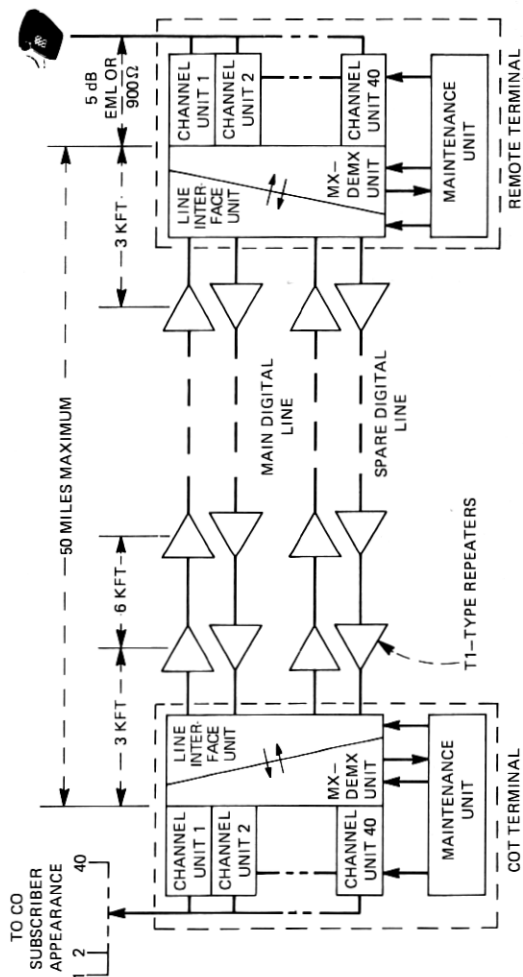 TO CO
SUBSCRIBER
APPEARANCE
1 2 40
50 MILES MAXIMUM
3 KFT
6 KFT
3 KFT
5 dB
EML OR
900 Ω
CHANNEL
UNIT 1
CHANNEL
UNIT 2
CHANNEL
UNIT 40
LINE
INTER-
FACE
UNIT
MX-
DEMX
UNIT
MAINTENANCE
UNIT
COT TERMINAL
MAIN DIGITAL
LINE
SPARE DIGITAL
LINE
T1-TYPE REPEATERS
LINE
INTER-
FACE
UNIT
MX-
DEMX
UNIT
CHANNEL
UNIT 1
CHANNEL
UNIT 2
CHANNEL
UNIT 40
MAINTENANCE
UNIT
REMOTE TERMINAL